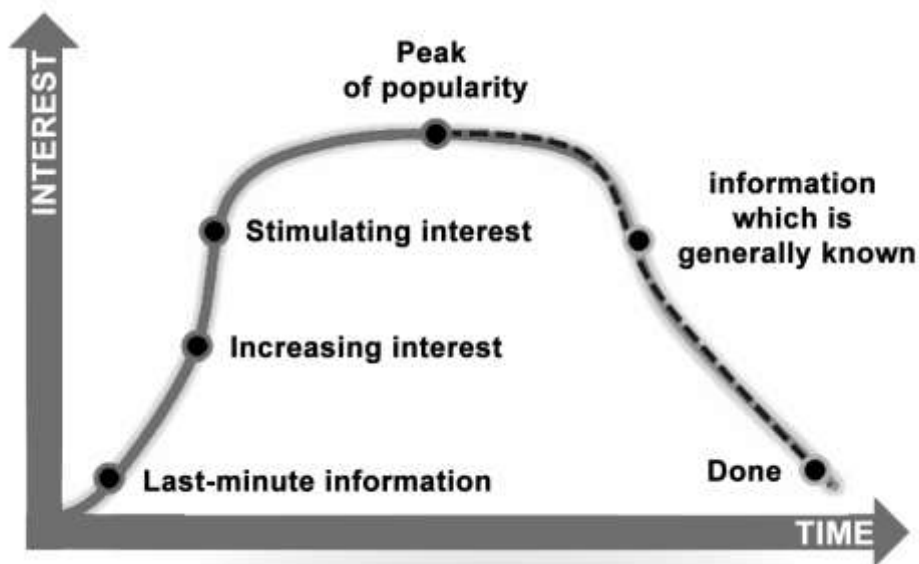 INTEREST
Peak
of popularity
information
which is
generally known
Stimulating interest
Increasing interest
Last-minute information
Done
TIME